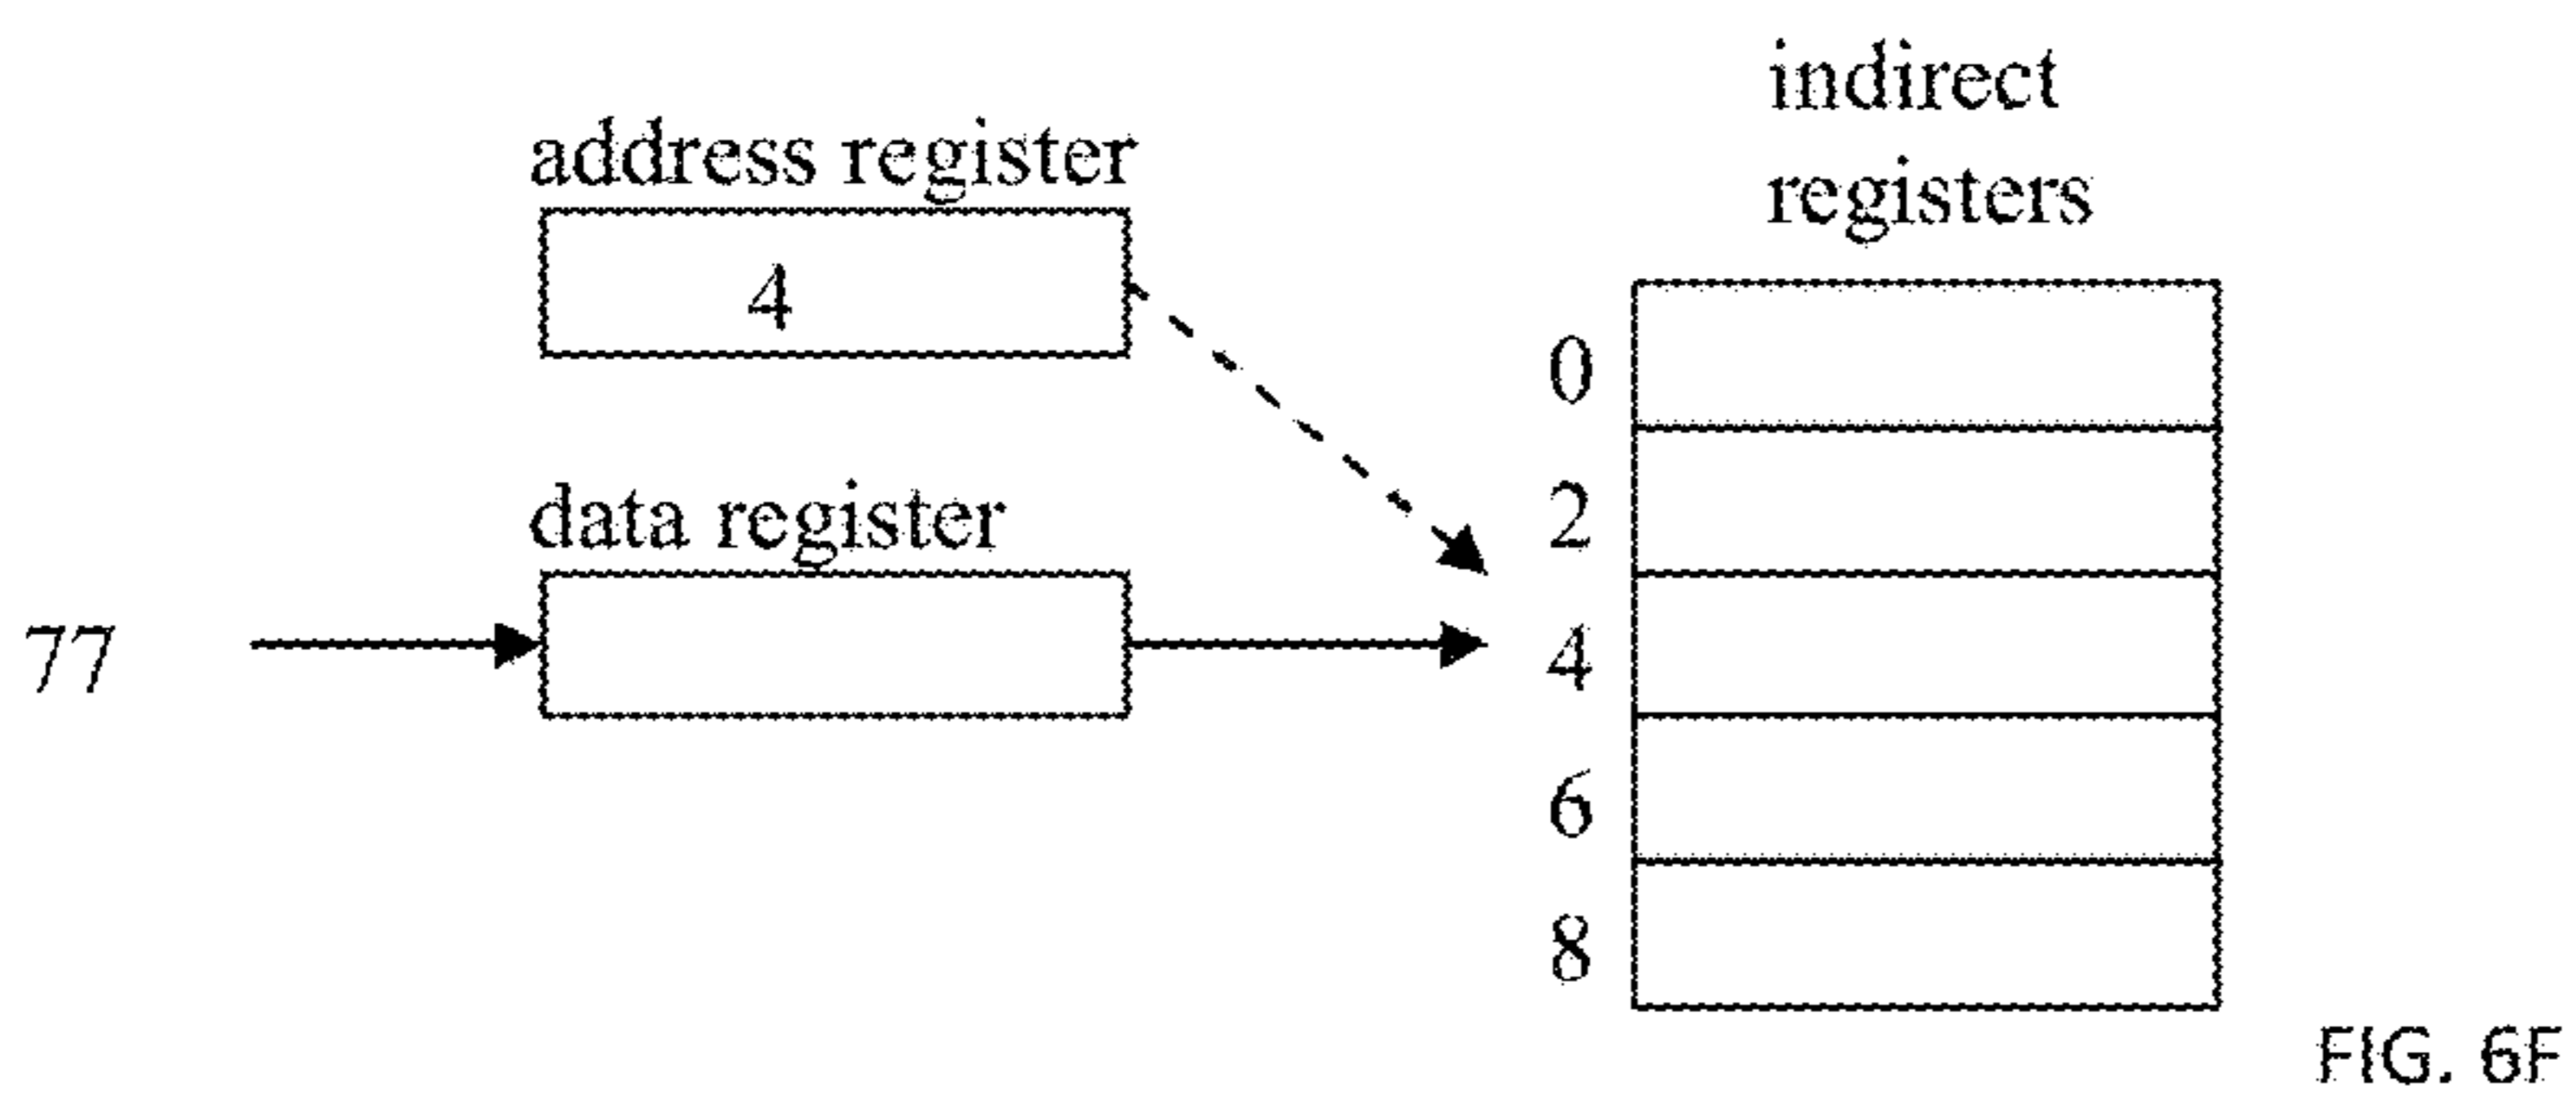 indirect
registers
address register
4
0
data register
2
77
4
6
8
FIG. 6F